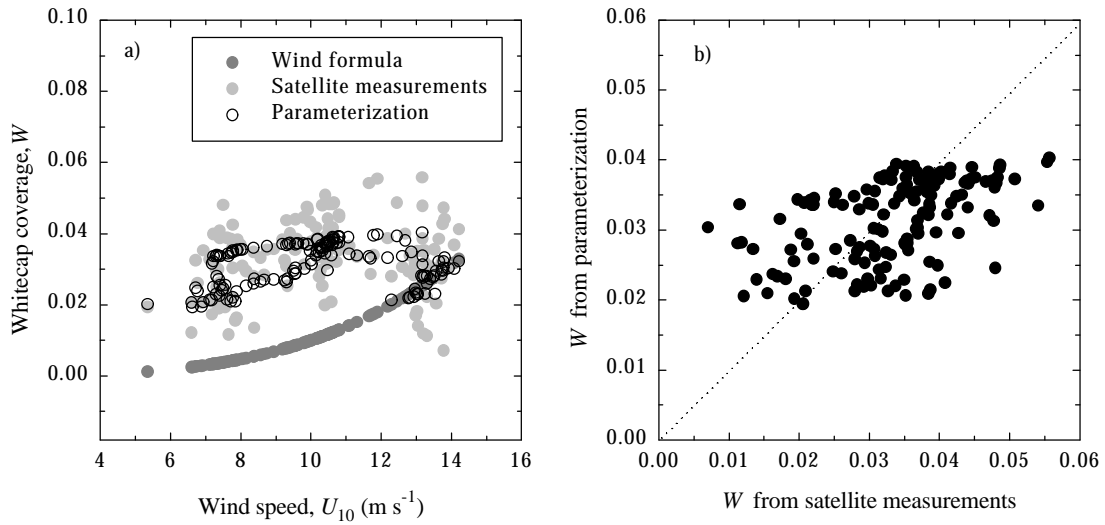 a)
Wind formula
Satellite measurements
Parameterization
0.10
0.08
0.06
0.04
0.02
0.00
Whitecap coverage, W
4 6 8 10 12 14 16
Wind speed, U10 (m s-1)
b)
0.06
0.05
0.04
0.03
0.02
0.01
0.00
W from parameterization
0.00 0.01 0.02 0.03 0.04 0.05 0.06
W from satellite measurements